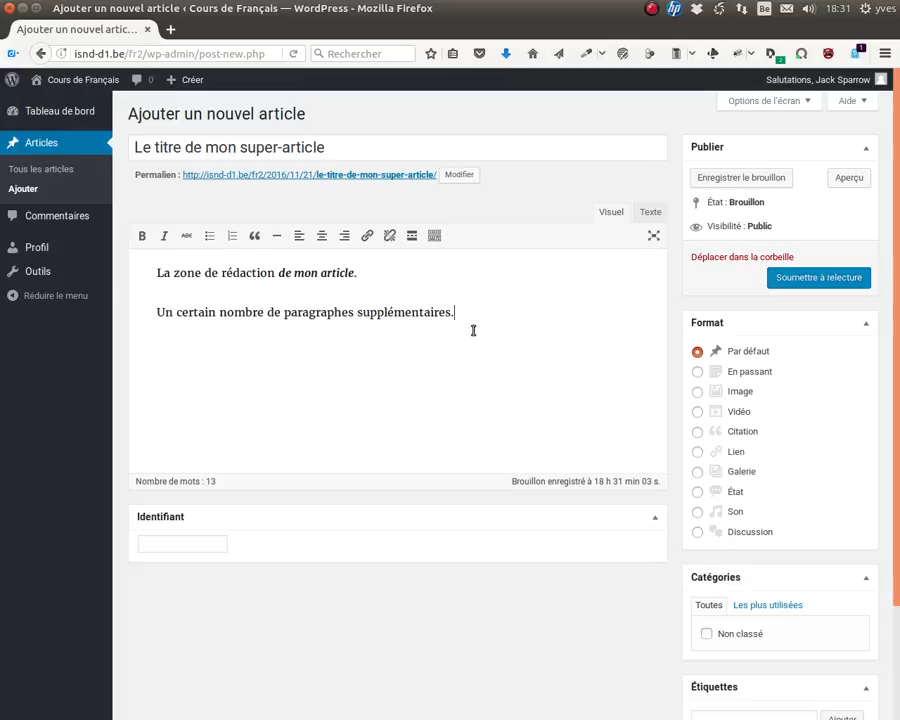 Ajouter un nouvel article ‹ Cours de Français — WordPress - Mozilla Firefox
Be
18:31
yves
Ajouter un nouvel artic...
isnd-d1.be/fr2/wp-admin/post-new.php
Rechercher
2
1
Cours de Français
0
Créer
Salutations, Jack Sparrow
Tableau de bord
Articles
Tous les articles
Ajouter
Commentaires
Profil
Outils
Réduire le menu
Options de l'écran
Aide
Ajouter un nouvel article
Le titre de mon super-article
Permalien : http://isnd-d1.be/fr2/2016/11/21/le-titre-de-mon-super-article/ Modifier
Visuel Texte
B I ABC
La zone de rédaction de mon article.
Un certain nombre de paragraphes supplémentaires.
Nombre de mots : 13
Brouillon enregistré à 18 h 31 min 03 s.
Identifiant
Publier
Enregistrer le brouillon
Aperçu
État : Brouillon
Visibilité : Public
Déplacer dans la corbeille
Soumettre à relecture
Format
Par défaut
En passant
Image
Vidéo
Citation
Lien
Galerie
État
Son
Discussion
Catégories
Toutes
Les plus utilisées
Non classé
Étiquettes
Ajouter